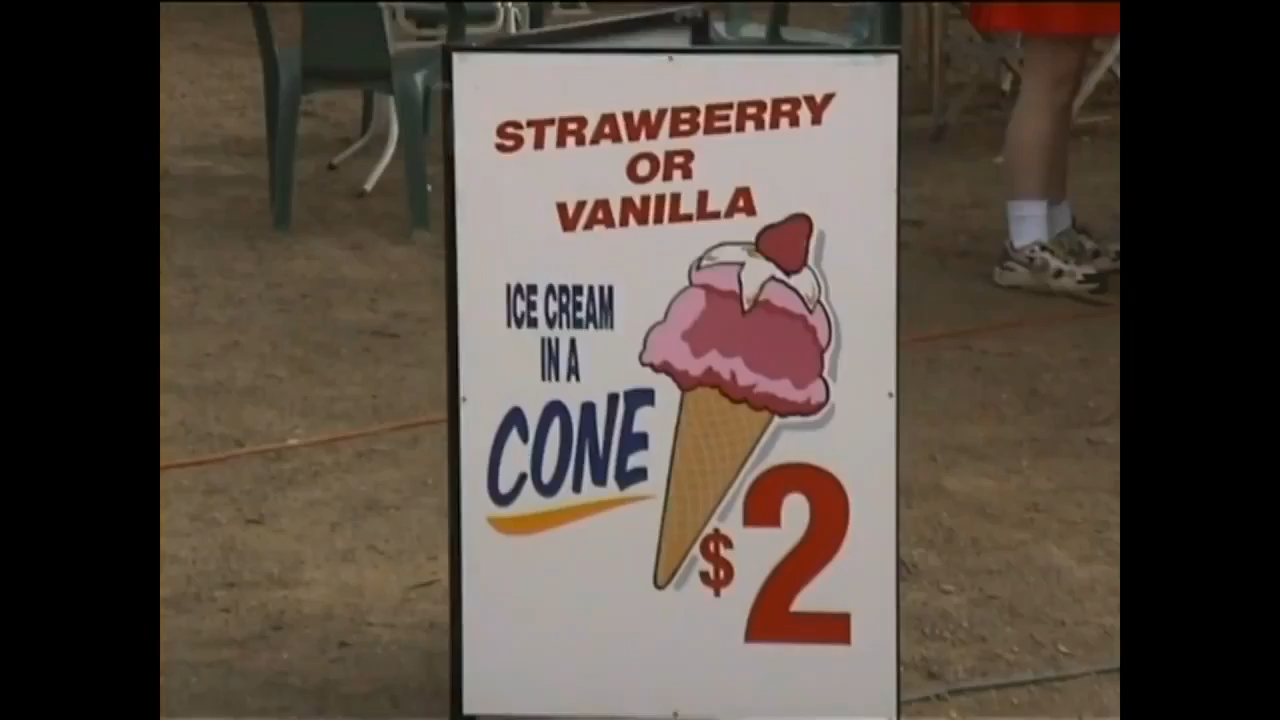 STRAWBERRY
OR
VANILLA
ICE CREAM
IN A
CONE
$2